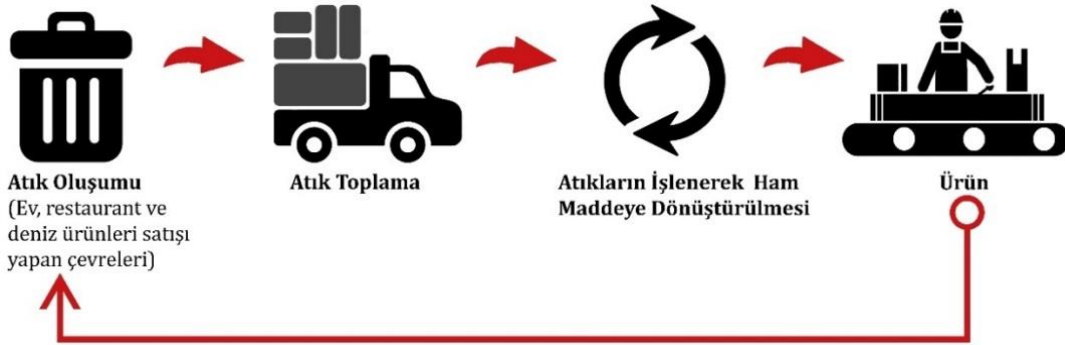 Atık Oluşumu
(Ev, restaurant ve
deniz ürünleri satışı
yapan çevreleri)
Atık Toplama
Atıkların İşlenerek Ham
Maddeye Dönüştürülmesi
Ürün